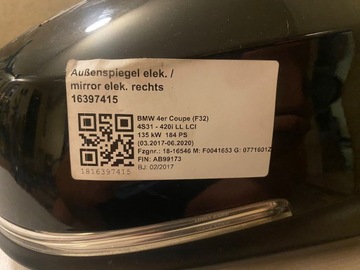 Außenspiegel elek. /
mirror elek. rechts
16397415
BMW 4er Coupe (F32)
4S31 - 420i LL LCI
135 kW 184 PS
(03.2017-06.2020)
Fzgnr.: 18-16546 M: F0041653 G: 0771601Z
FIN: AB99173
BJ: 02/2017
1816397415